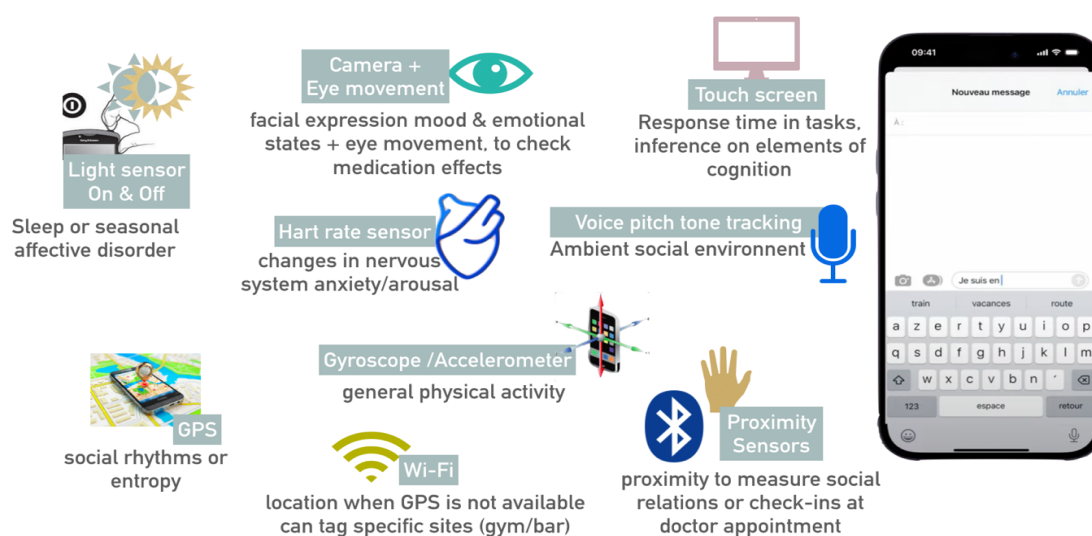 Light sensor
On & Off
Sleep or seasonal
affective disorder
Camera +
Eye movement
facial expression mood & emotional
states + eye movement, to check
medication effects
Touch screen
Response time in tasks,
inference on elements of
cognition
Hart rate sensor
changes in nervous
system anxiety/arousal
Voice pitch tone tracking
Ambient social environnent
Gyroscope /Accelerometer
general physical activity
GPS
social rhythms or
entropy
Wi-Fi
location when GPS is not available
can tag specific sites (gym/bar)
Proximity
Sensors
proximity to measure social
relations or check-ins at
doctor appointment
09:41
Nouveau message Annuler
À :
Je suis en
train vacances route
a z e r t y u i o p
q s d f g h j k l m
w x c v b n ´
123 espace retour